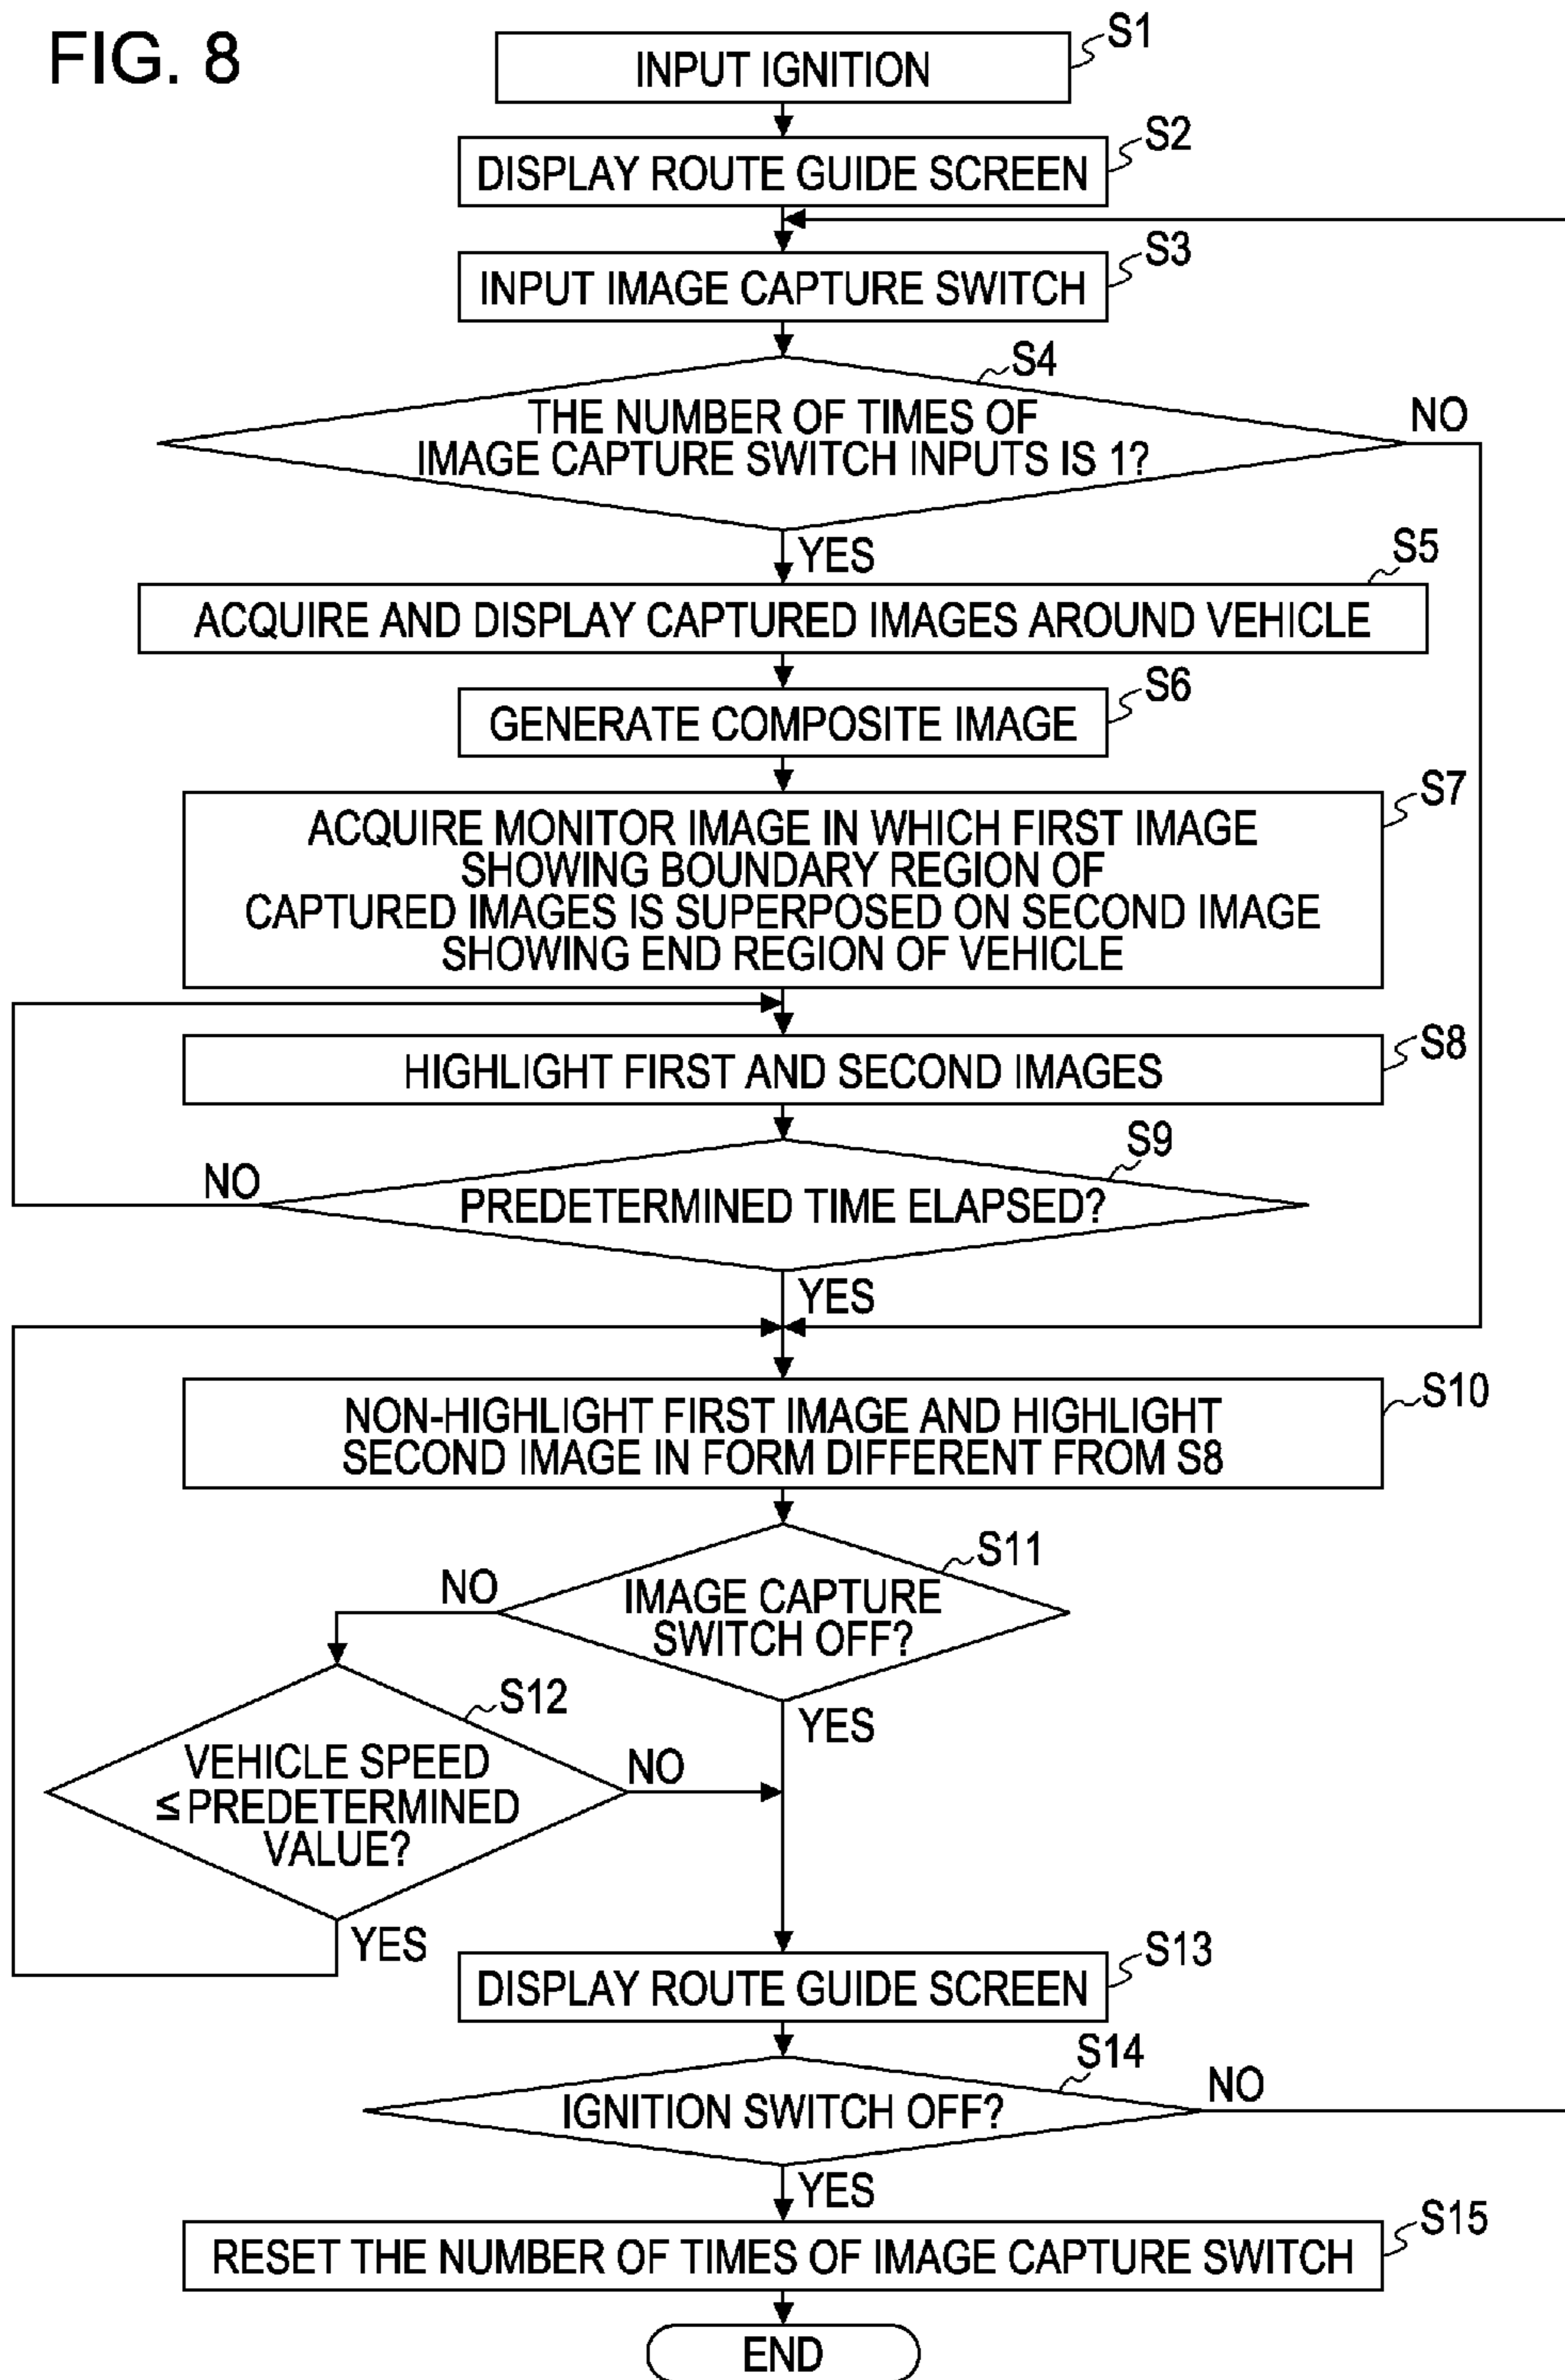 FIG. 8
S1
INPUT IGNITION
S2
DISPLAY ROUTE GUIDE SCREEN
S3
INPUT IMAGE CAPTURE SWITCH
S4
THE NUMBER OF TIMES OF
IMAGE CAPTURE SWITCH INPUTS IS 1?
NO
YES
S5
ACQUIRE AND DISPLAY CAPTURED IMAGES AROUND VEHICLE
S6
GENERATE COMPOSITE IMAGE
S7
ACQUIRE MONITOR IMAGE IN WHICH FIRST IMAGE
SHOWING BOUNDARY REGION OF
CAPTURED IMAGES IS SUPERPOSED ON SECOND IMAGE
SHOWING END REGION OF VEHICLE
S8
HIGHLIGHT FIRST AND SECOND IMAGES
S9
NO
PREDETERMINED TIME ELAPSED?
YES
S10
NON-HIGHLIGHT FIRST IMAGE AND HIGHLIGHT
SECOND IMAGE IN FORM DIFFERENT FROM S8
S11
NO
IMAGE CAPTURE
SWITCH OFF?
YES
S12
VEHICLE SPEED
≤ PREDETERMINED
VALUE?
NO
YES
S13
DISPLAY ROUTE GUIDE SCREEN
S14
NO
IGNITION SWITCH OFF?
YES
S15
RESET THE NUMBER OF TIMES OF IMAGE CAPTURE SWITCH
END